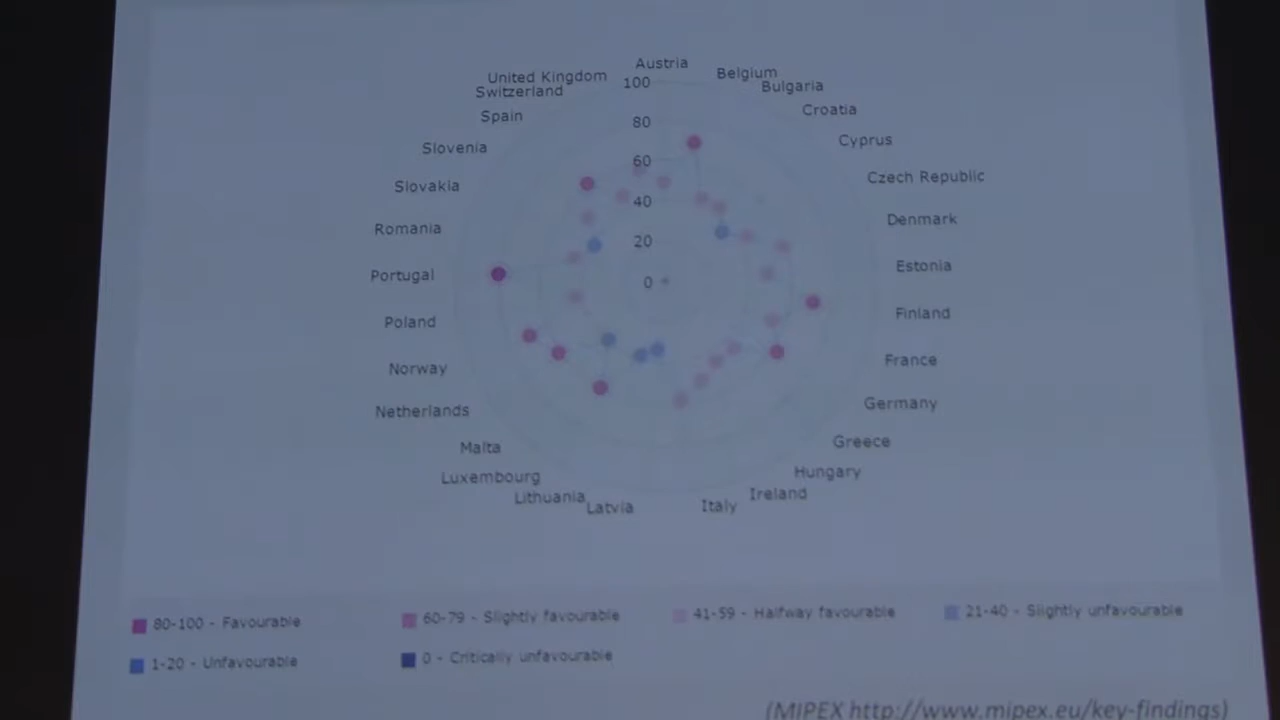 Austria
United Kingdom
Belgium
100
Switzerland
Bulgaria
Spain
Croatia
80
Slovenia
Cyprus
60
Slovakia
Czech Republic
40
Romania
Denmark
20
Portugal
Estonia
0
Poland
Finland
Norway
France
Netherlands
Germany
Malta
Greece
Luxembourg
Hungary
Lithuania
Ireland
Latvia
Italy
80-100 - Favourable
60-79 - Slightly favourable
41-59 - Halfway favourable
21-40 - Slightly unfavourable
1-20 - Unfavourable
0 - Critically unfavourable
(MIPEX http://www.mipex.eu/key-findings)